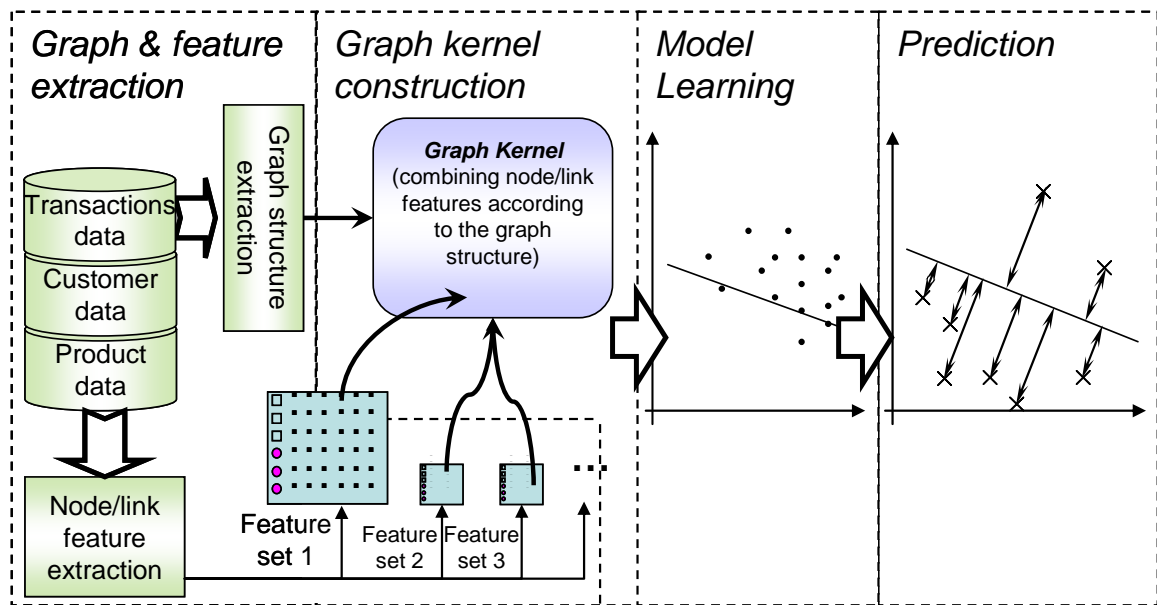 Graph & feature
extraction
Graph kernel
construction
Model
Learning
Prediction
Transactions
data
Customer
data
Product
data
Graph structure
extraction
Graph Kernel
(combining node/link
features according
to the graph
structure)
Node/link
feature
extraction
Feature
set 1
Feature
set 2
Feature
set 3
...